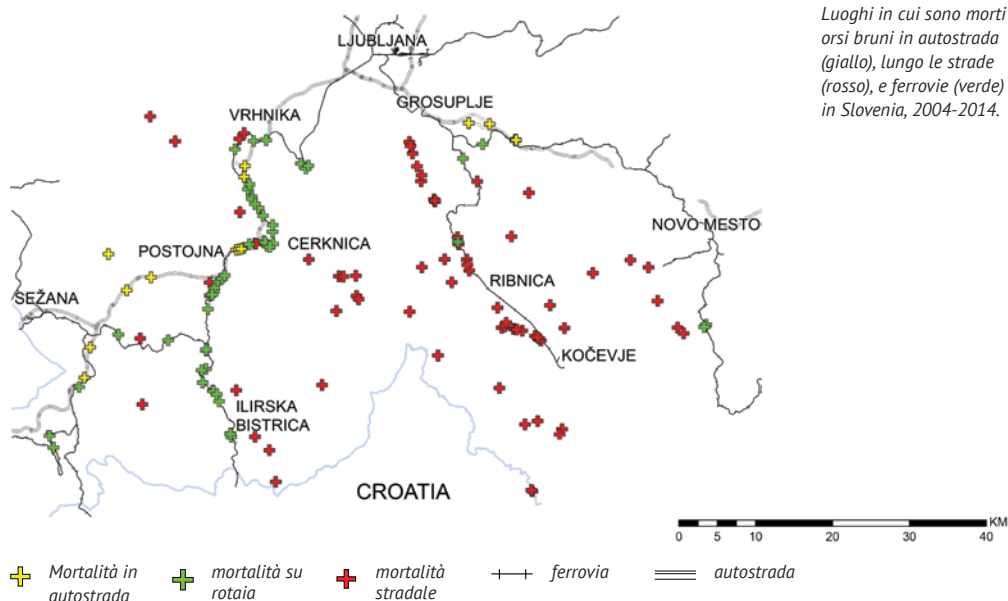 Luoghi in cui sono morti
orsi bruni in autostrada
(giallo), lungo le strade
(rosso), e ferrovie (verde)
in Slovenia, 2004-2014.
LJUBLJANA
GROSUPLJE
VRHNIKA
NOVO MESTO
POSTOJNA
CERKNICA
RIBNICA
SEŽANA
KOČEVJE
ILIRSKA
BISTRICA
CROATIA
KM
0 5 10 20 30 40
Mortalità in
autostrada
mortalità su
rotaia
mortalità
stradale
ferrovia
autostrada